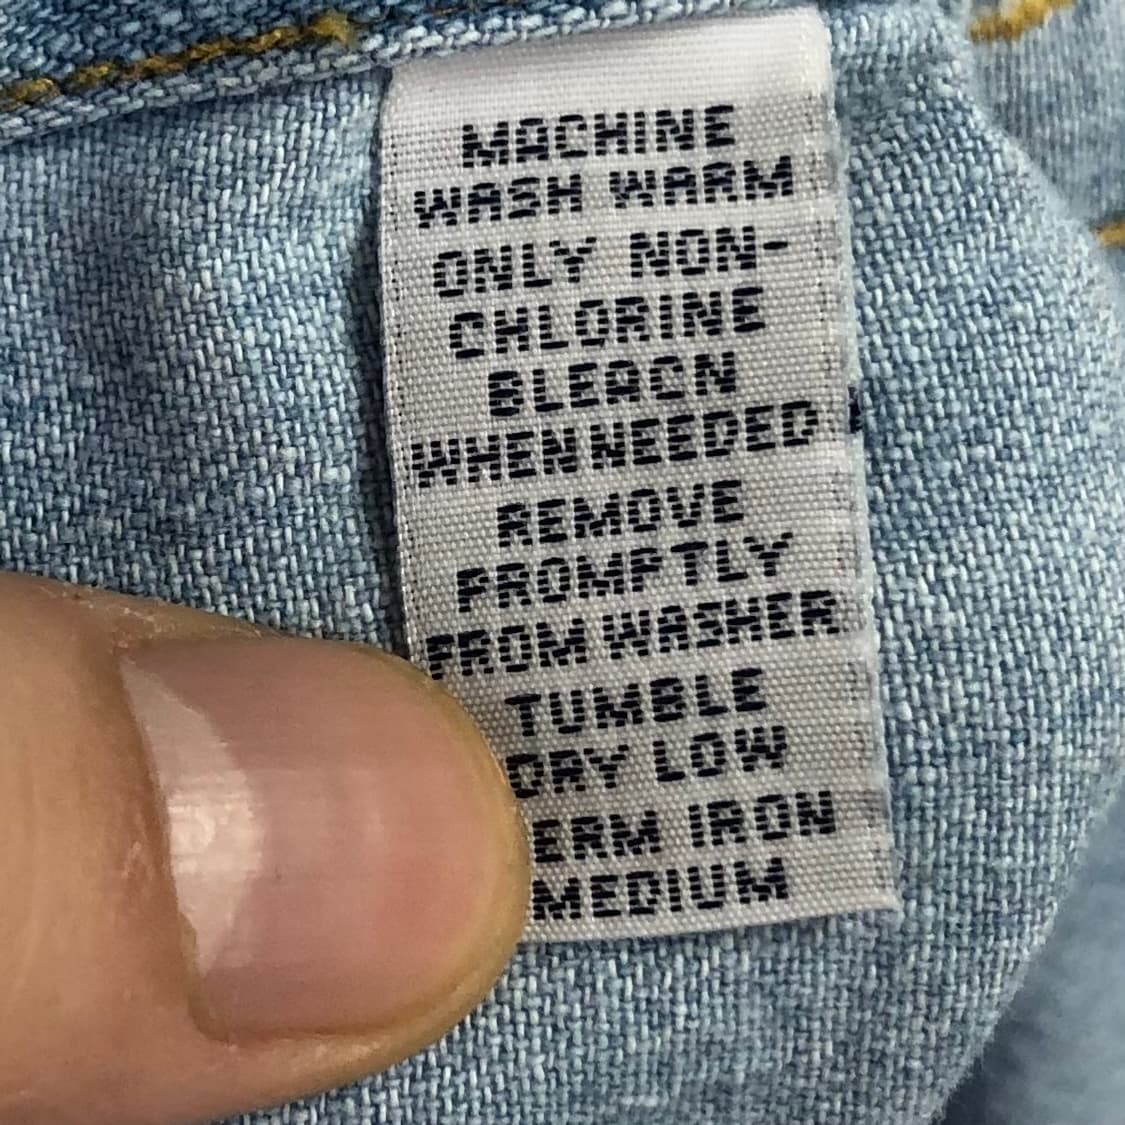 MACHINE
WASH WARM
ONLY NON-
CHLORINE
BLEACN
WHEN NEEDED
REMOVE
PROMPTLY
FROM WASHER
TUMBLE
DRY LOW
ERM IRON
MEDIUM